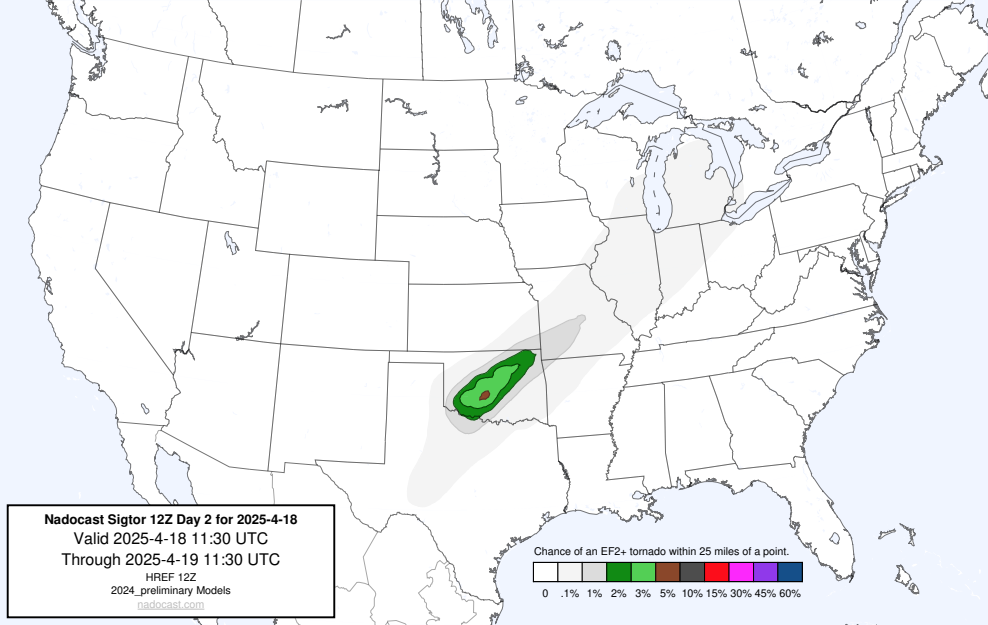 Nadocast Sigtor 12Z Day 2 for 2025-4-18
Valid 2025-4-18 11:30 UTC
Through 2025-4-19 11:30 UTC
HREF 12Z
2024_preliminary Models
nadocast.com
Chance of an EF2+ tornado within 25 miles of a point.
0 .1% 1% 2% 3% 5% 10% 15% 30% 45% 60%